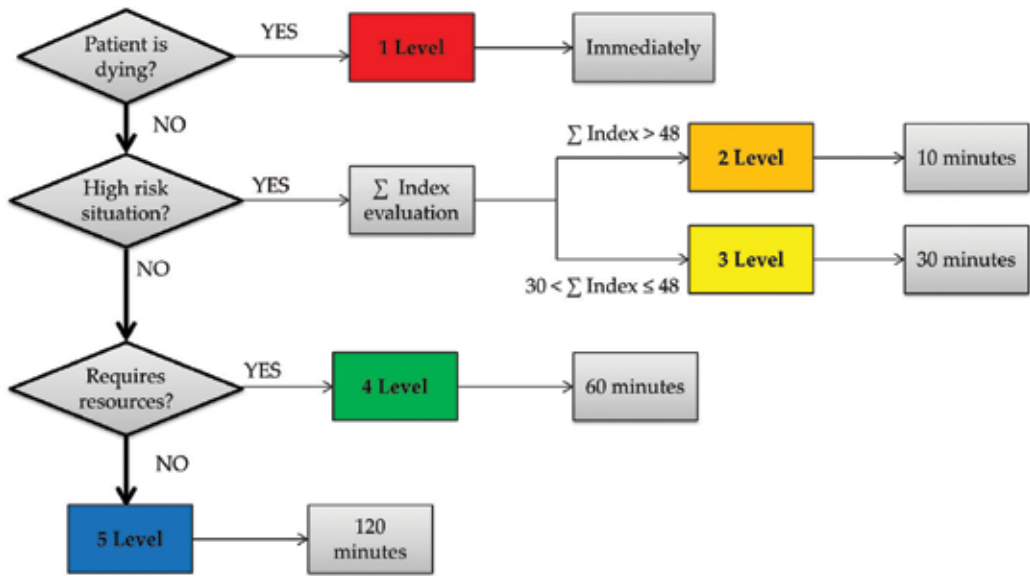 Patient is
dying?
YES
1 Level
Immediately
NO
High risk
situation?
YES
∑ Index
evaluation
∑ Index > 48
2 Level
10 minutes
30 < ∑ Index ≤ 48
3 Level
30 minutes
NO
Requires
resources?
YES
4 Level
60 minutes
NO
5 Level
120
minutes